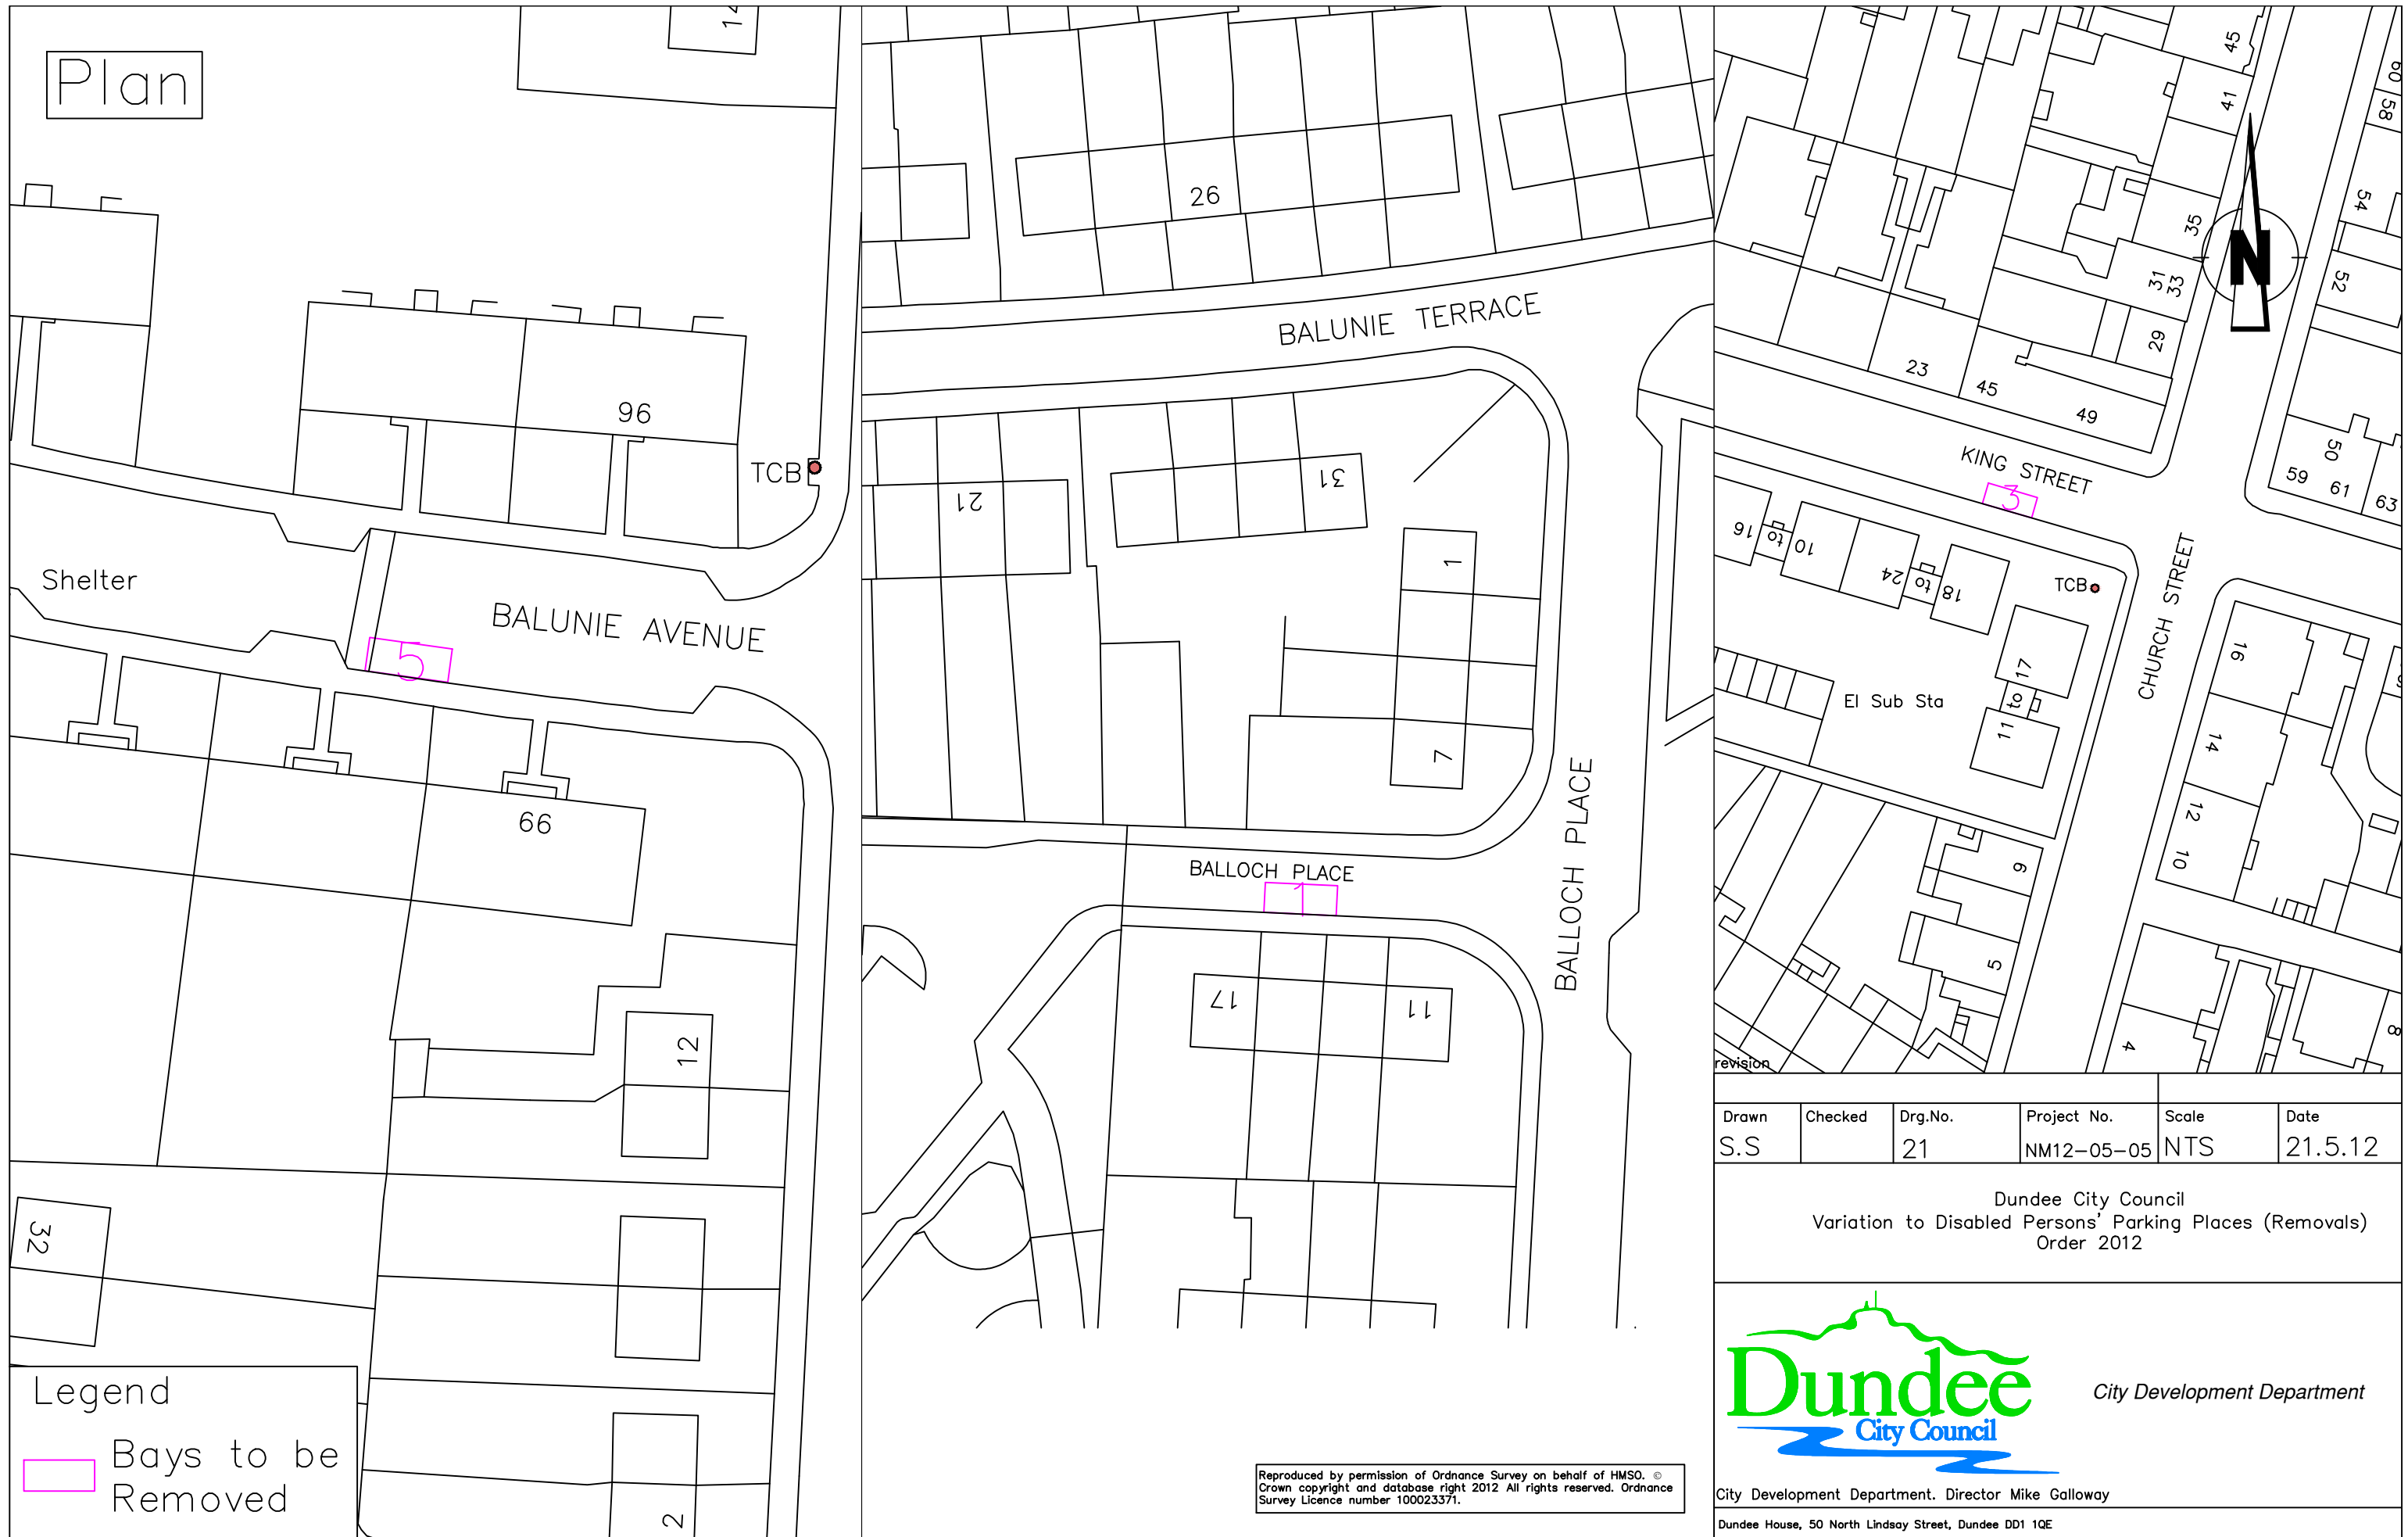 Plan
14
96
TCB
Shelter
BALUNIE AVENUE
5
66
12
32
2
Legend
Bays to be
Removed
26
BALUNIE TERRACE
21
31
1
7
BALLOCH PLACE
1
BALLOCH PLACE
17
11
Reproduced by permission of Ordnance Survey on behalf of HMSO. ©
Crown copyright and database right 2012 All rights reserved. Ordnance
Survey Licence number 100023371.
45
41
35
31
33
29
23
45
49
60
58
54
52
50
59
61
63
N
KING STREET
3
16
to
10
24
to
18
TCB
CHURCH STREET
11 to 17
El Sub Sta
16
14
12
10
9
5
4
8
revision
Drawn
Checked
Drg.No.
Project No.
Scale
Date
S.S
21
NM12-05-05
NTS
21.5.12
Dundee City Council
Variation to Disabled Persons' Parking Places (Removals)
Order 2012
Dundee
City Council
City Development Department
City Development Department. Director Mike Galloway
Dundee House, 50 North Lindsay Street, Dundee DD1 1QE